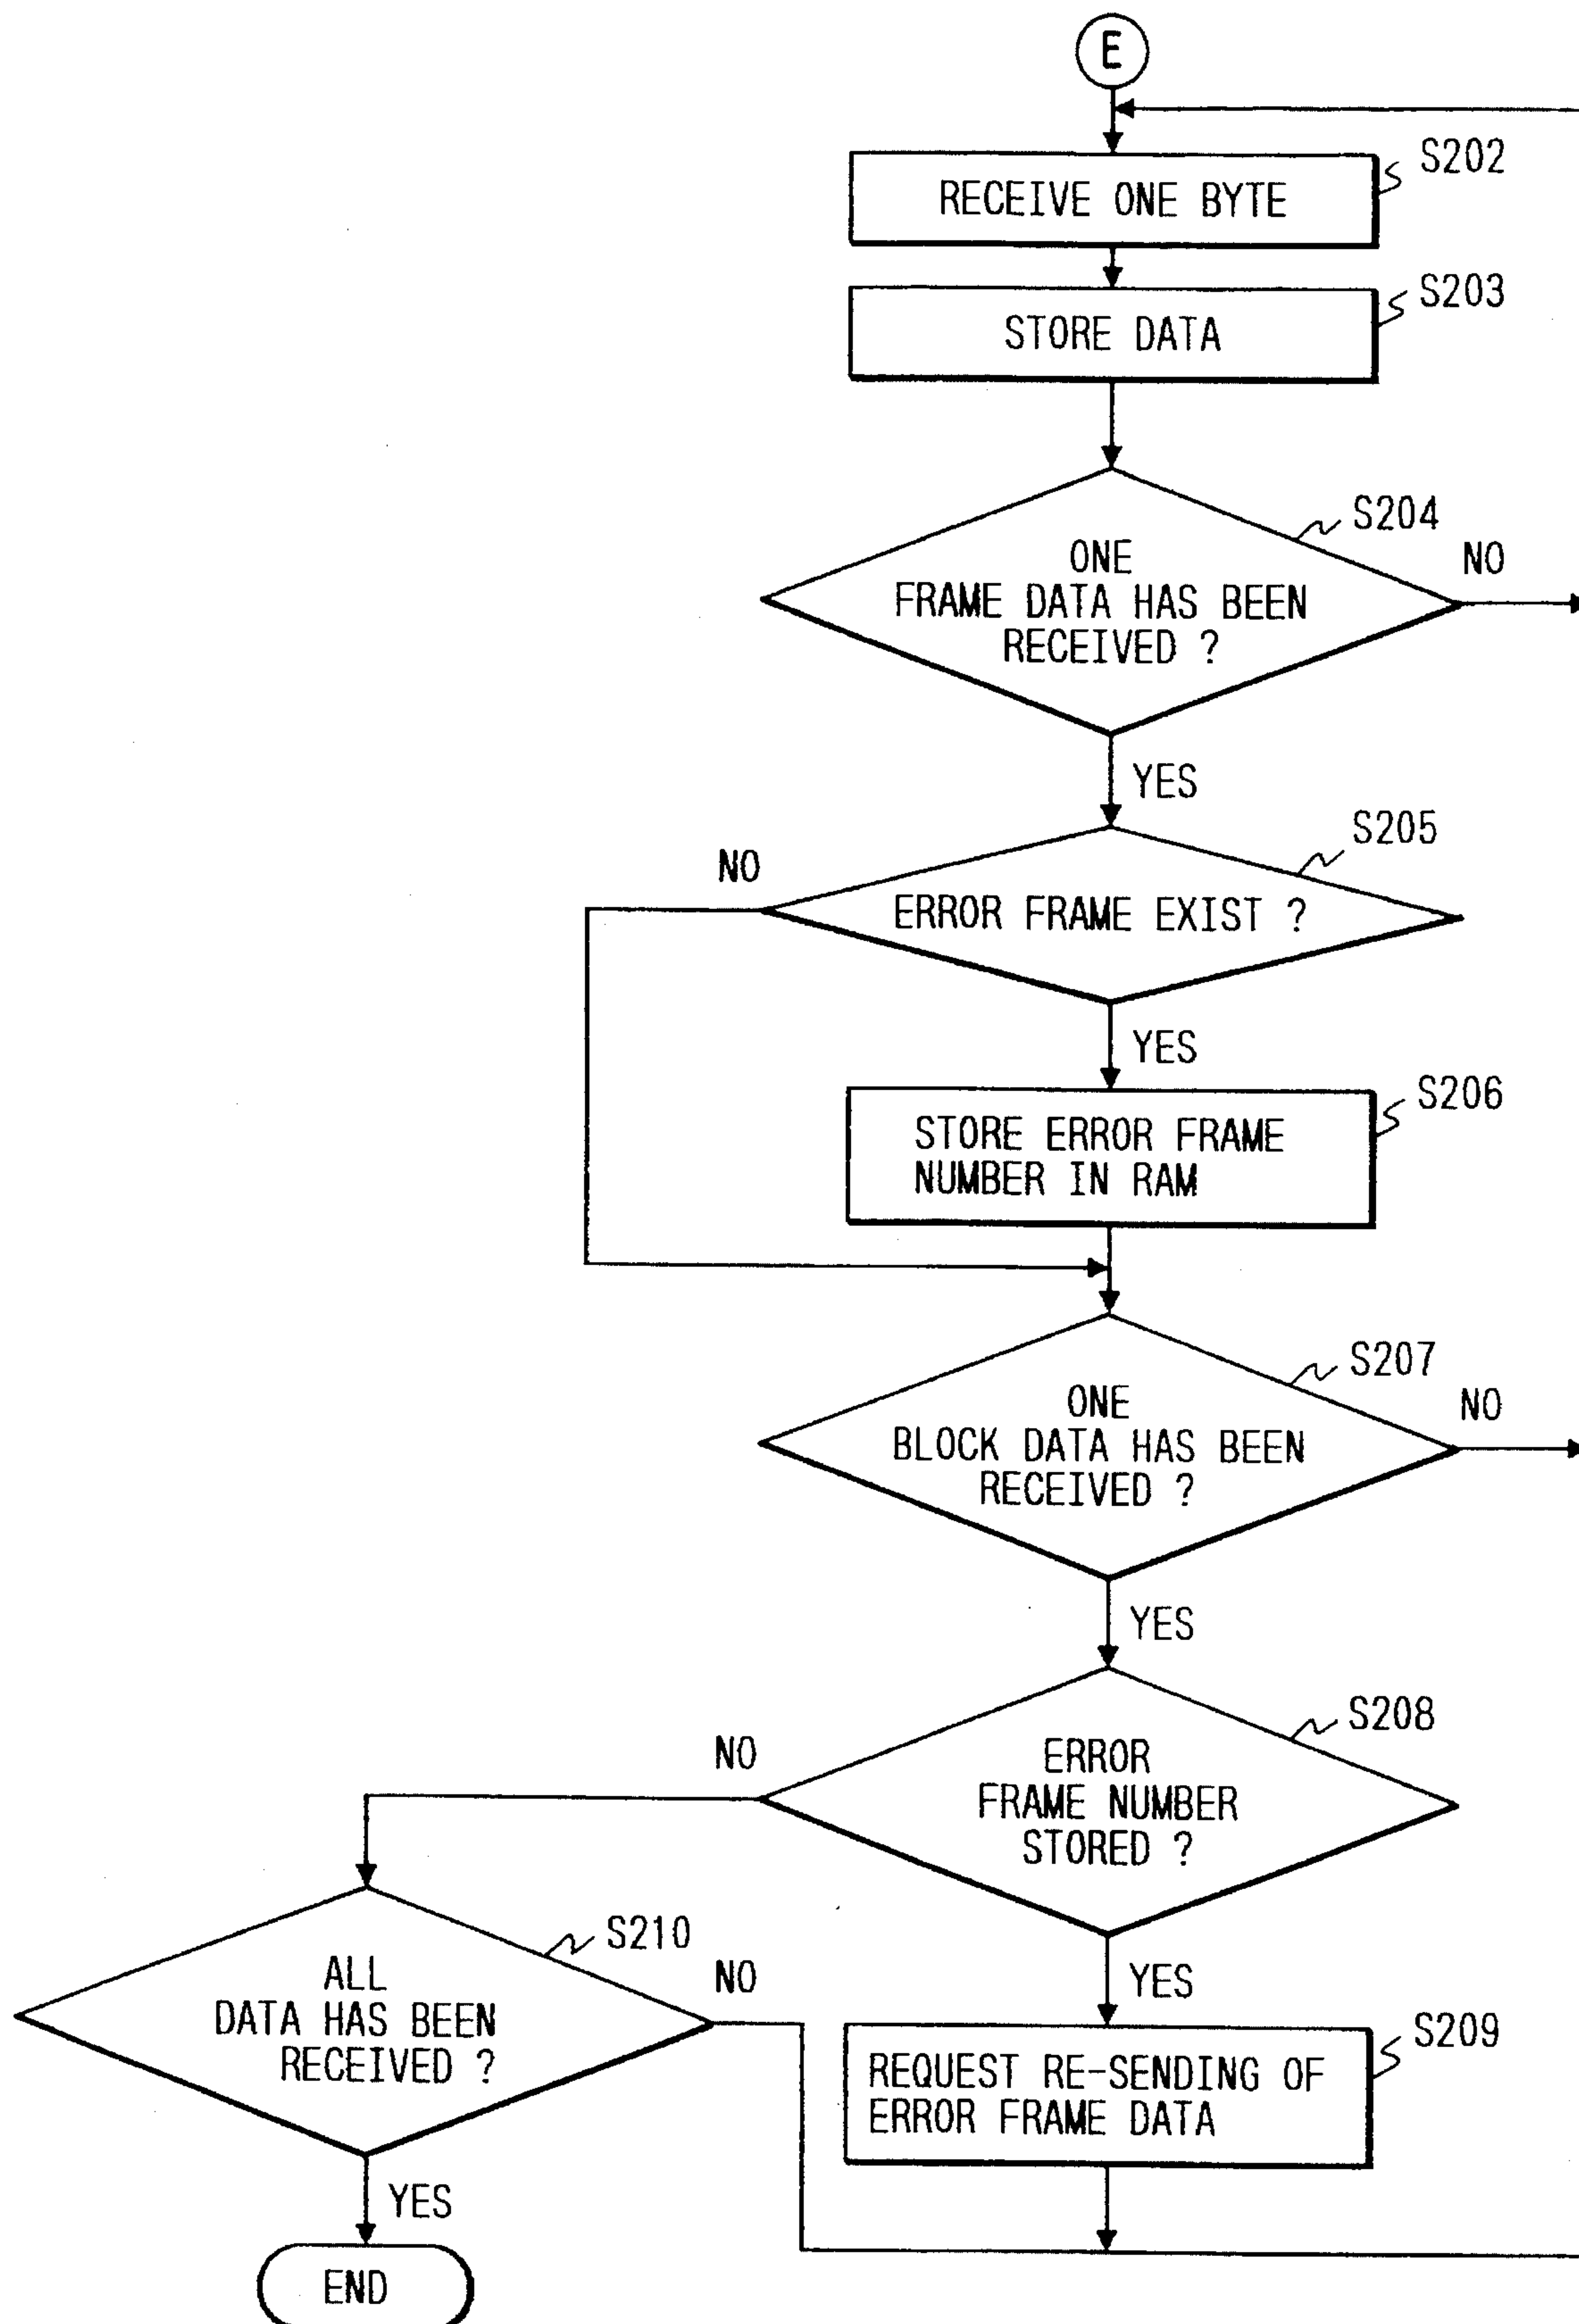 E
S202
RECEIVE ONE BYTE
S203
STORE DATA
S204
ONE
FRAME DATA HAS BEEN
RECEIVED ?
NO
YES
S205
NO
ERROR FRAME EXIST ?
YES
S206
STORE ERROR FRAME
NUMBER IN RAM
S207
ONE
BLOCK DATA HAS BEEN
RECEIVED ?
NO
YES
S208
NO
ERROR
FRAME NUMBER
STORED ?
S210
ALL
DATA HAS BEEN
RECEIVED ?
NO
YES
S209
REQUEST RE-SENDING OF
ERROR FRAME DATA
YES
END